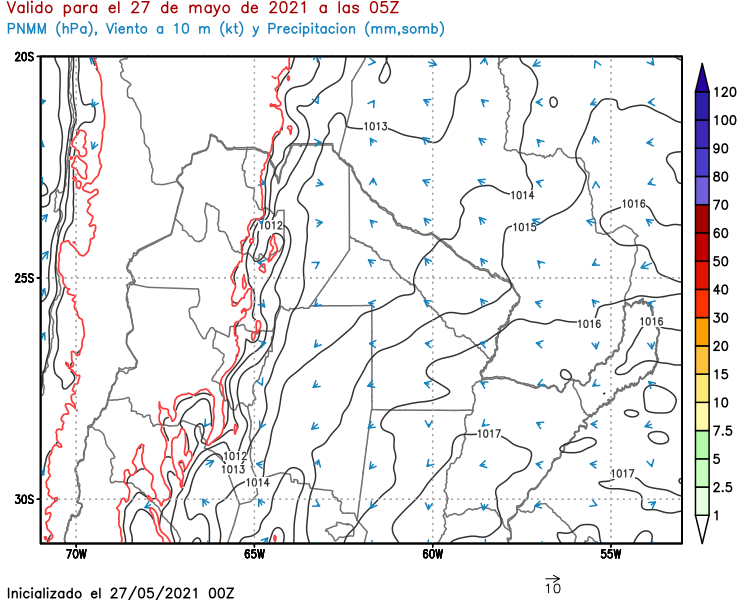 Valido para el 27 de mayo de 2021 a las 05Z
PNMM (hPa), Viento a 10 m (kt) y Precipitacion (mm,somb)
20S
25S
30S
70W
65W
60W
55W
1013
1014
1015
1016
1012
1016
1016
1017
1017
1012
1013
1014
120
100
90
80
70
60
50
40
30
20
15
10
7.5
5
2.5
1
10
Inicializado el 27/05/2021 00Z